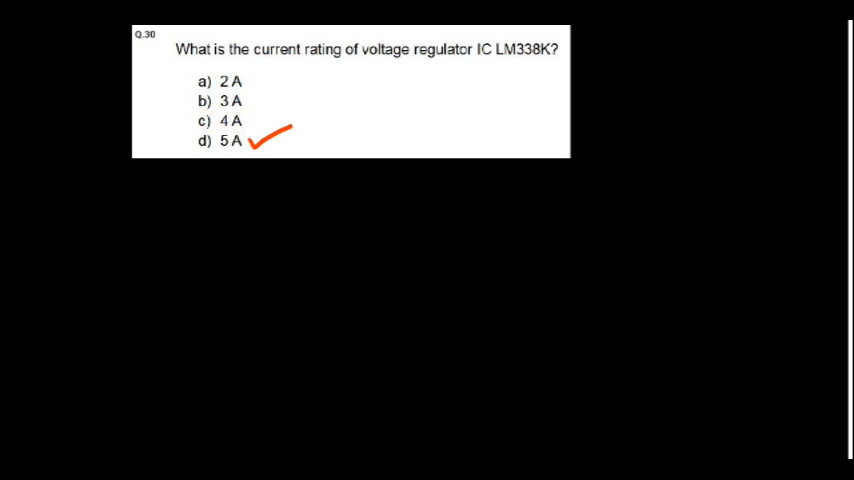 Q.30
What is the current rating of voltage regulator IC LM338K?
a) 2 A
b) 3 A
c) 4 A
d) 5 A